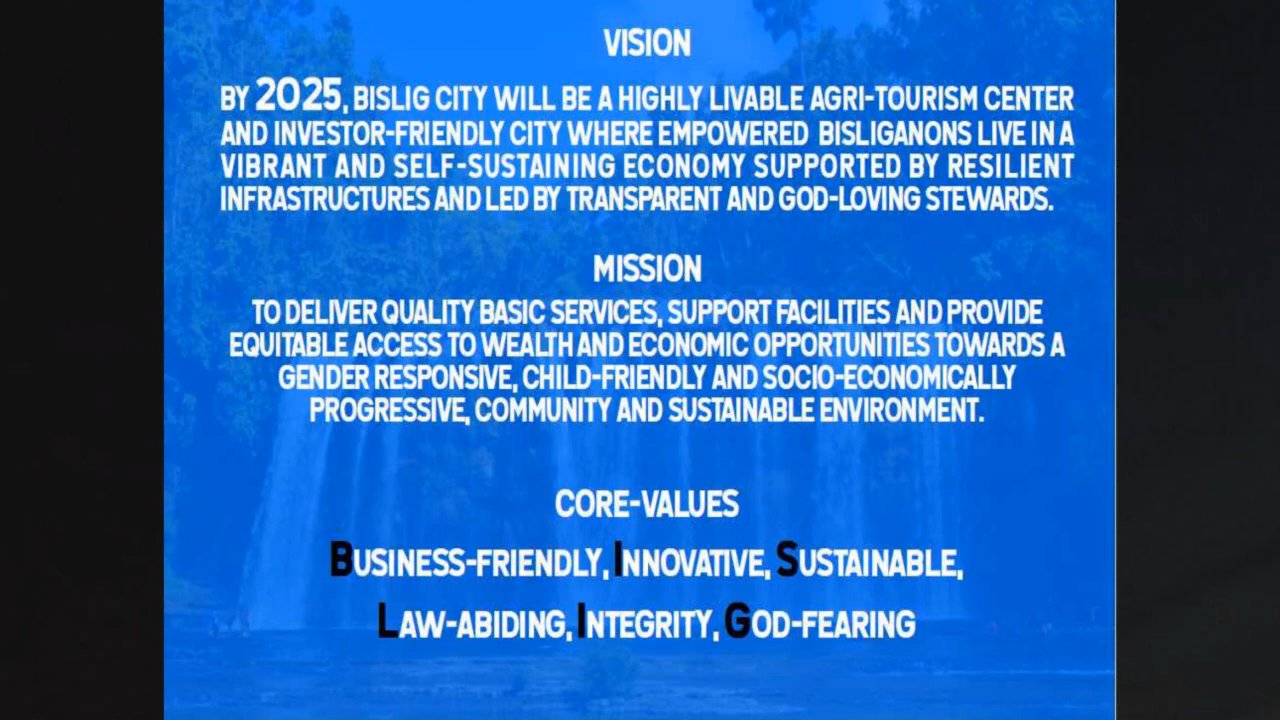 VISION
BY 2025, BISLIG CITY WILL BE A HIGHLY LIVABLE AGRI-TOURISM CENTER
AND INVESTOR-FRIENDLY CITY WHERE EMPOWERED BISLIGANONS LIVE IN A
VIBRANT AND SELF-SUSTAINING ECONOMY SUPPORTED BY RESILIENT
INFRASTRUCTURES AND LED BY TRANSPARENT AND GOD-LOVING STEWARDS.
MISSION
TO DELIVER QUALITY BASIC SERVICES, SUPPORT FACILITIES AND PROVIDE
EQUITABLE ACCESS TO WEALTH AND ECONOMIC OPPORTUNITIES TOWARDS A
GENDER RESPONSIVE, CHILD-FRIENDLY AND SOCIO-ECONOMICALLY
PROGRESSIVE, COMMUNITY AND SUSTAINABLE ENVIRONMENT.
CORE-VALUES
BUSINESS-FRIENDLY, INNOVATIVE, SUSTAINABLE,
LAW-ABIDING, INTEGRITY, GOD-FEARING